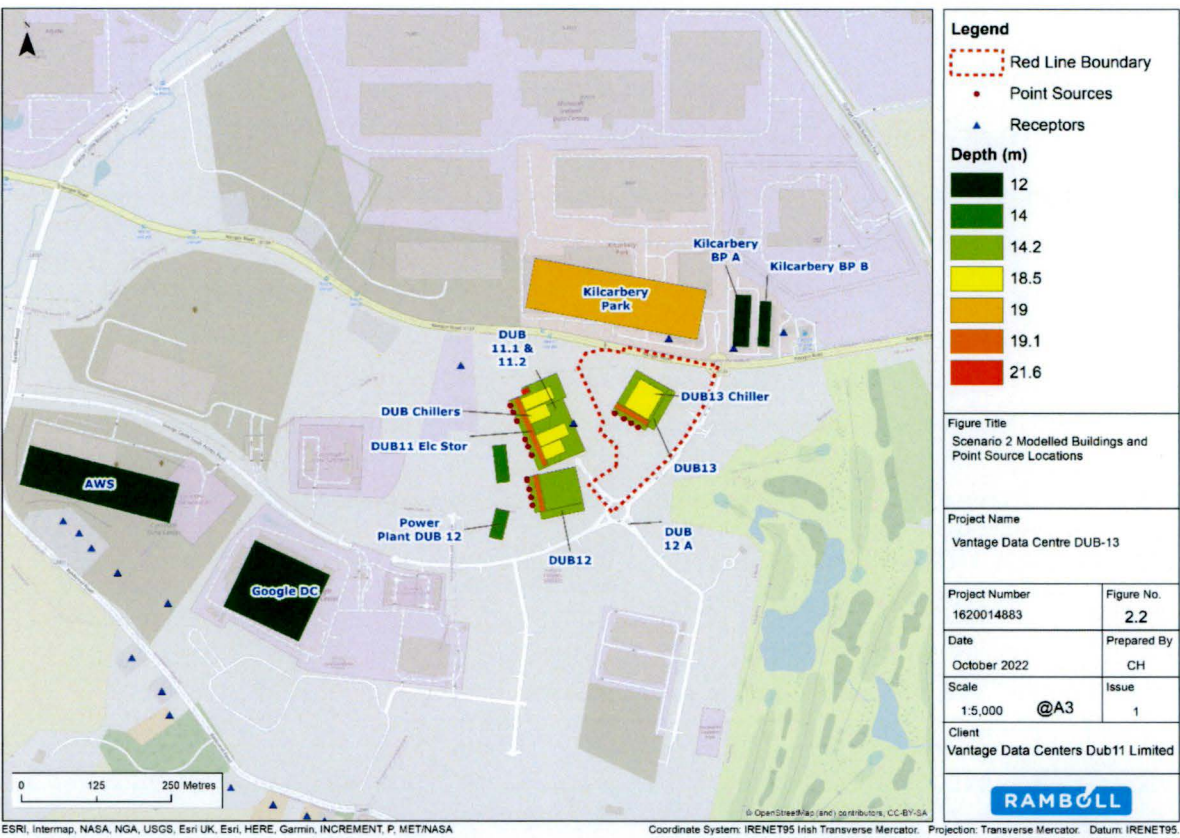 N
Kilcarbery
BP A
Kilcarbery BP B
Kilcarbery
Park
DUB
11.1 &
11.2
DUB Chillers
DUB13 Chiller
DUB11 Elc Stor
DUB13
AWS
Power
Plant DUB 12
DUB
12 A
DUB12
Google DC
0 125 250 Metres
© OpenStreetMap (and) contributors, CC-BY-SA
ESRI, Intermap, NASA, NGA, USGS, Esri UK, Esri, HERE, Garmin, INCREMENT, P, MET/NASA
Coordinate System: IRENET95 Irish Transverse Mercator. Projection: Transverse Mercator. Datum: IRENET95.
Legend
Red Line Boundary
Point Sources
Receptors
Depth (m)
12
14
14.2
18.5
19
19.1
21.6
Figure Title
Scenario 2 Modelled Buildings and
Point Source Locations
Project Name
Vantage Data Centre DUB-13
Project Number
1620014883
Figure No.
2.2
Date
October 2022
Prepared By
CH
Scale
1:5,000 @A3
Issue
1
Client
Vantage Data Centers Dub11 Limited
RAMBOLL